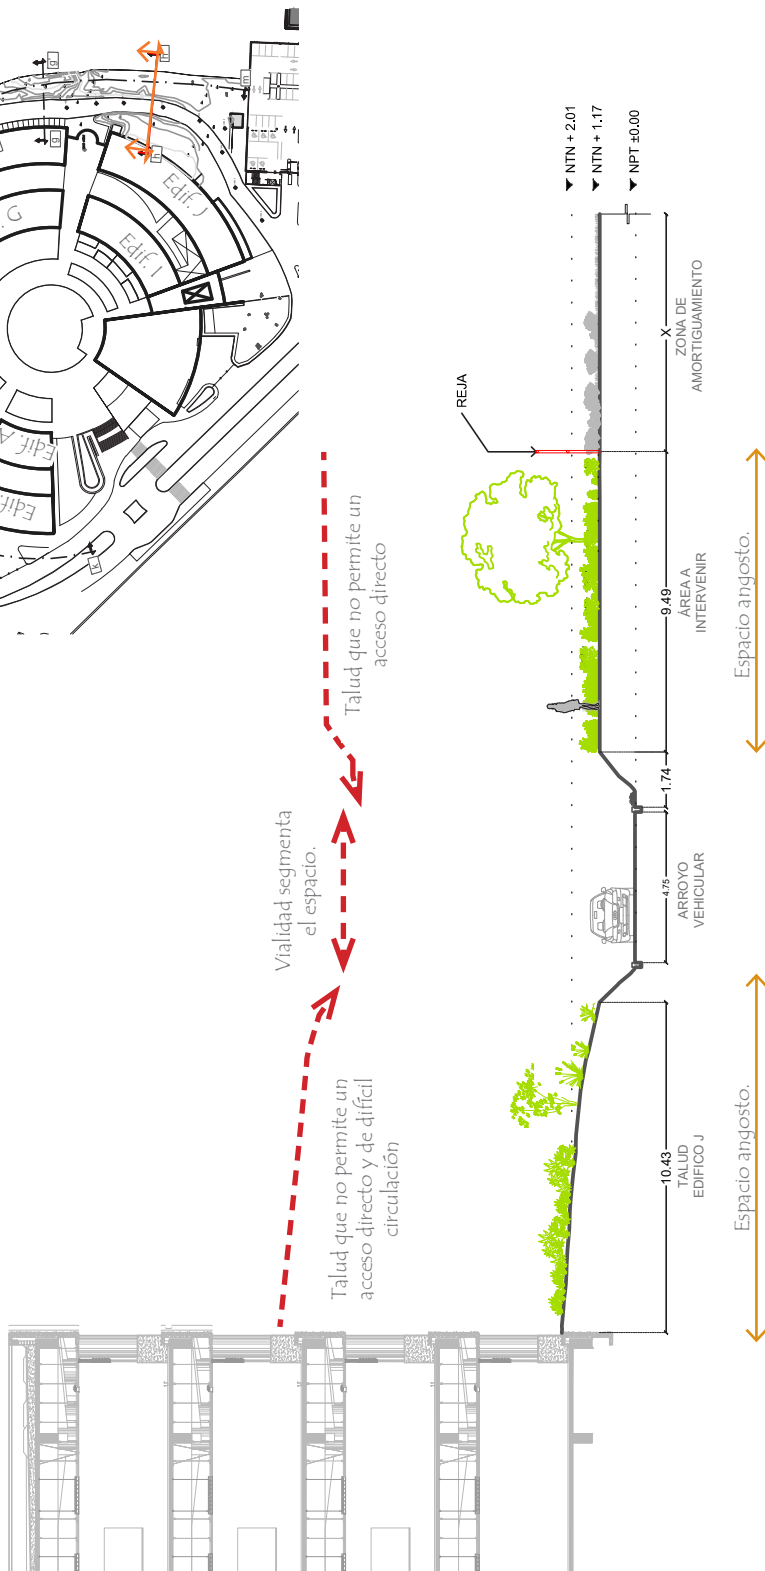 g
g
h
h
m
k
Edif. J
Edif. I
. G
Edif. A
Edif.
NTN + 2.01
NTN + 1.17
NPT ±0.00
REJA
Talud que no permite un
acceso directo
Vialidad segmenta
el espacio.
Talud que no permite un
acceso directo y de difícil
circulación
X
ZONA DE
AMORTIGUAMIENTO
9.49
ÁREA A
INTERVENIR
1.74
4.75
ARROYO
VEHICULAR
10.43
TALUD
EDIFICO J
Espacio angosto.
Espacio angosto.